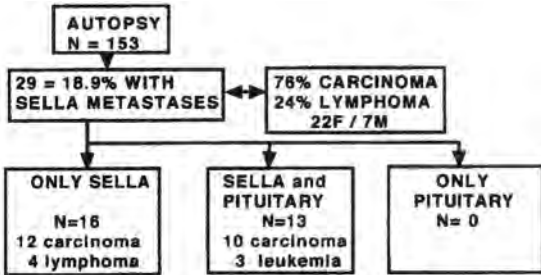 AUTOPSY
N = 153
29 = 18.9% WITH
SELLA METASTASES
76% CARCINOMA
24% LYMPHOMA
22F / 7M
ONLY SELLA
N=16
12 carcinoma
4 lymphoma
SELLA and
PITUITARY
N=13
10 carcinoma
3 leukemia
ONLY
PITUITARY
N= 0